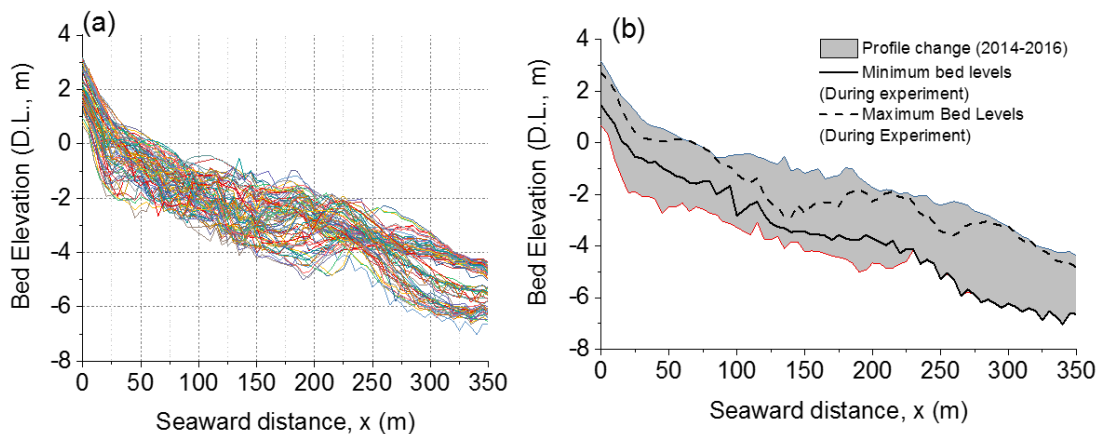 (a)
4
2
0
-2
-4
-6
-8
0 50 100 150 200 250 300 350
Bed Elevation (D.L., m)
Seaward distance, x (m)
(b)
Profile change (2014-2016)
Minimum bed levels
(During experiment)
Maximum Bed Levels
(During Experiment)
4
2
0
-2
-4
-6
-8
0 50 100 150 200 250 300 350
Bed Elevation (D.L., m)
Seaward distance, x (m)